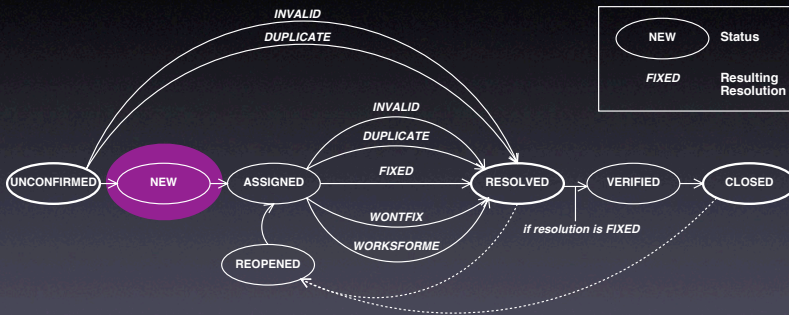 INVALID
DUPLICATE
NEW
Status
FIXED
Resulting
Resolution
INVALID
DUPLICATE
FIXED
WONTFIX
WORKSFORME
UNCONFIRMED
NEW
ASSIGNED
RESOLVED
VERIFIED
CLOSED
if resolution is FIXED
REOPENED